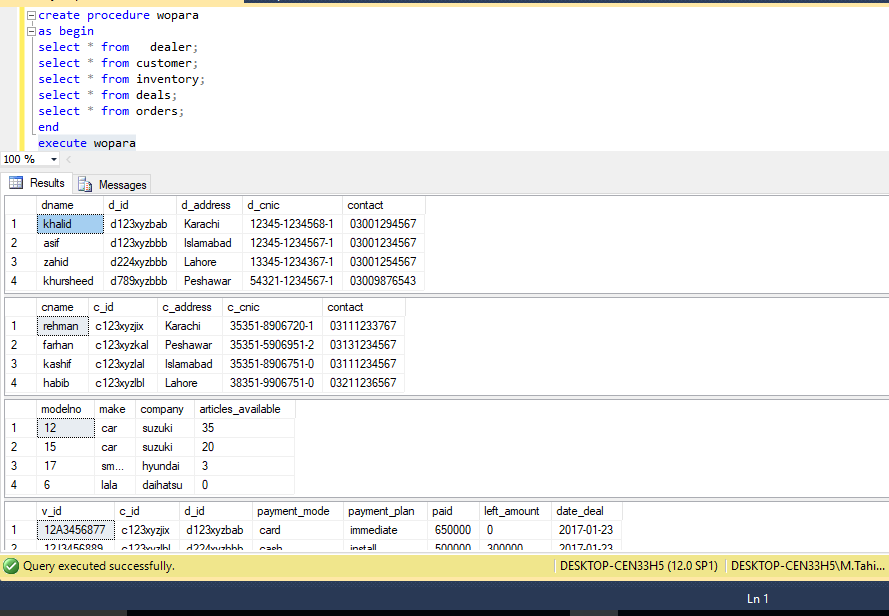 create procedure wopara
as begin
select * from   dealer;
select * from customer;
select * from inventory;
select * from deals;
select * from orders;
end
execute wopara
100 %
Results Messages
dname d_id d_address d_cnic contact
1 khalid d123xyzbab Karachi 12345-1234568-1 03001294567
2 asif d123xyzbbb Islamabad 12345-1234567-1 03001234567
3 zahid d224xyzbbb Lahore 13345-1234367-1 03001254567
4 khursheed d789xyzbbb Peshawar 54321-1234567-1 03009876543
cname c_id c_address c_cnic contact
1 rehman c123xyzjix Karachi 35351-8906720-1 03111233767
2 farhan c123xyzkal Peshawar 35351-5906951-2 03131234567
3 kashif c123xyzlal Islamabad 35351-8906751-0 03111234567
4 habib c123xyzlbl Lahore 38351-9906751-0 03211236567
modelno make company articles_available
1 12 car suzuki 35
2 15 car suzuki 20
3 17 sm... hyundai 3
4 6 lala daihatsu 0
v_id c_id d_id payment_mode payment_plan paid left_amount date_deal
1 12A3456877 c123xyzjix d123xyzbab card immediate 650000 0 2017-01-23
2 12J3456889 c123xyzlbl d224xyzbbb cash install 500000 300000 2017-01-23
Query executed successfully. DESKTOP-CEN33H5 (12.0 SP1) DESKTOP-CEN33H5\M.Tahi...
Ln 1